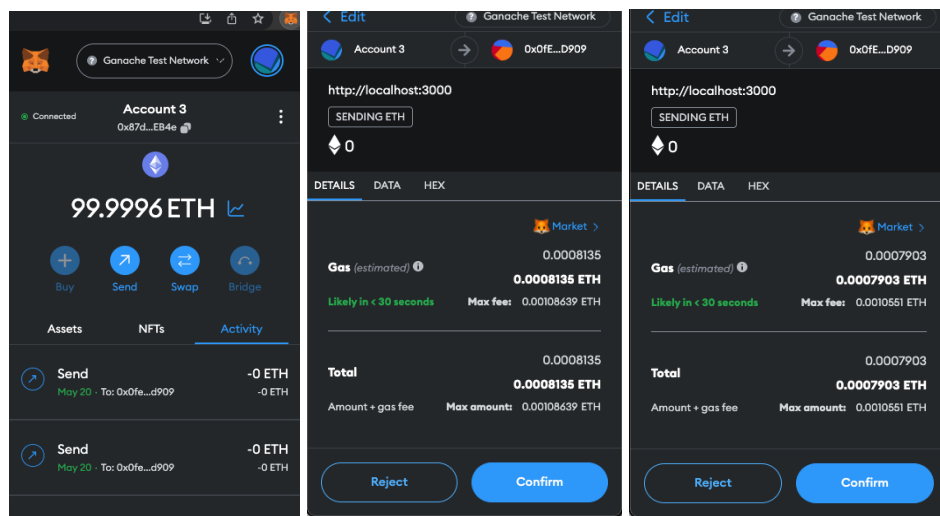 Ganache Test Network
Connected
Account 3
0x87d...EB4e
99.9996 ETH
Buy
Send
Swap
Bridge
Assets
NFTs
Activity
Send
-0 ETH
May 20 · To: 0x0fe...d909
-0 ETH
Send
-0 ETH
May 20 · To: 0x0fe...d909
-0 ETH
< Edit
Ganache Test Network
Account 3
0x0fE...D909
http://localhost:3000
SENDING ETH
0
DETAILS
DATA
HEX
Market >
0.0008135
Gas (estimated)
0.0008135 ETH
Likely in < 30 seconds
Max fee: 0.00108639 ETH
0.0008135
Total
0.0008135 ETH
Amount + gas fee
Max amount: 0.00108639 ETH
Reject
Confirm
< Edit
Ganache Test Network
Account 3
0x0fE...D909
http://localhost:3000
SENDING ETH
0
DETAILS
DATA
HEX
Market >
0.0007903
Gas (estimated)
0.0007903 ETH
Likely in < 30 seconds
Max fee: 0.0010551 ETH
0.0007903
Total
0.0007903 ETH
Amount + gas fee
Max amount: 0.0010551 ETH
Reject
Confirm